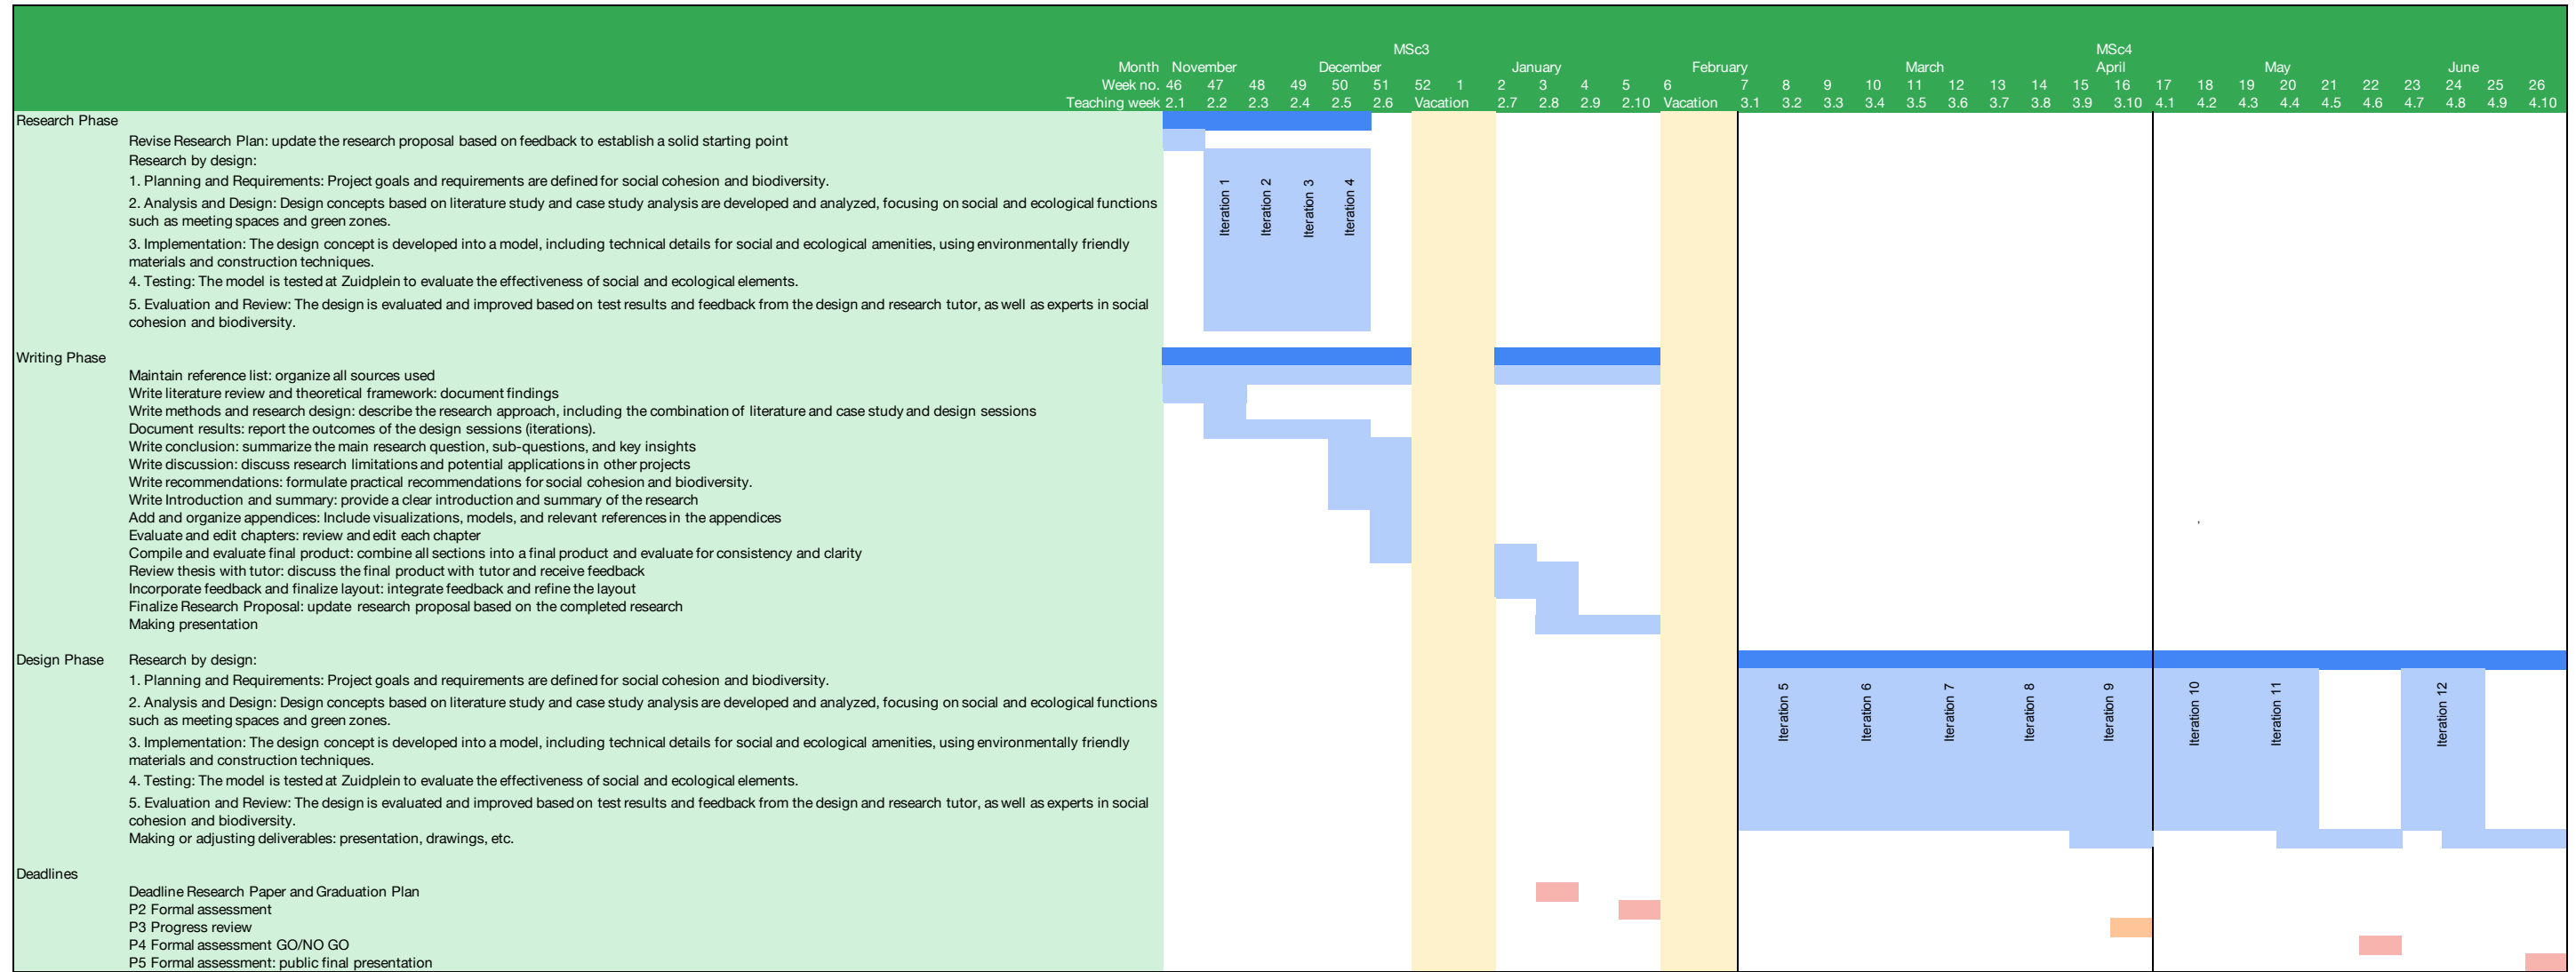 MSc3 MSc4
Month November December January February March April May June
Week no. 46 47 48 49 50 51 52 1 2 3 4 5 6 7 8 9 10 11 12 13 14 15 16 17 18 19 20 21 22 23 24 25 26
Teaching week 2.1 2.2 2.3 2.4 2.5 2.6 Vacation 2.7 2.8 2.9 2.10 Vacation 3.1 3.2 3.3 3.4 3.5 3.6 3.7 3.8 3.9 3.10 4.1 4.2 4.3 4.4 4.5 4.6 4.7 4.8 4.9 4.10
Research Phase
Revise Research Plan: update the research proposal based on feedback to establish a solid starting point
Research by design:
1. Planning and Requirements: Project goals and requirements are defined for social cohesion and biodiversity.
2. Analysis and Design: Design concepts based on literature study and case study analysis are developed and analyzed, focusing on social and ecological functions
such as meeting spaces and green zones.
3. Implementation: The design concept is developed into a model, including technical details for social and ecological amenities, using environmentally friendly
materials and construction techniques.
4. Testing: The model is tested at Zuidplein to evaluate the effectiveness of social and ecological elements.
5. Evaluation and Review: The design is evaluated and improved based on test results and feedback from the design and research tutor, as well as experts in social
cohesion and biodiversity.
Iteration 1
Iteration 2
Iteration 3
Iteration 4
Writing Phase
Maintain reference list: organize all sources used
Write literature review and theoretical framework: document findings
Write methods and research design: describe the research approach, including the combination of literature and case study and design sessions
Document results: report the outcomes of the design sessions (iterations).
Write conclusion: summarize the main research question, sub-questions, and key insights
Write discussion: discuss research limitations and potential applications in other projects
Write recommendations: formulate practical recommendations for social cohesion and biodiversity.
Write Introduction and summary: provide a clear introduction and summary of the research
Add and organize appendices: Include visualizations, models, and relevant references in the appendices
Evaluate and edit chapters: review and edit each chapter
Compile and evaluate final product: combine all sections into a final product and evaluate for consistency and clarity
Review thesis with tutor: discuss the final product with tutor and receive feedback
Incorporate feedback and finalize layout: integrate feedback and refine the layout
Finalize Research Proposal: update research proposal based on the completed research
Making presentation
Design Phase Research by design:
1. Planning and Requirements: Project goals and requirements are defined for social cohesion and biodiversity.
2. Analysis and Design: Design concepts based on literature study and case study analysis are developed and analyzed, focusing on social and ecological functions
such as meeting spaces and green zones.
3. Implementation: The design concept is developed into a model, including technical details for social and ecological amenities, using environmentally friendly
materials and construction techniques.
4. Testing: The model is tested at Zuidplein to evaluate the effectiveness of social and ecological elements.
5. Evaluation and Review: The design is evaluated and improved based on test results and feedback from the design and research tutor, as well as experts in social
cohesion and biodiversity.
Iteration 5
Iteration 6
Iteration 7
Iteration 8
Iteration 9
Iteration 10
Iteration 11
Iteration 12
Making or adjusting deliverables: presentation, drawings, etc.
Deadlines
Deadline Research Paper and Graduation Plan
P2 Formal assessment
P3 Progress review
P4 Formal assessment GO/NO GO
P5 Formal assessment: public final presentation